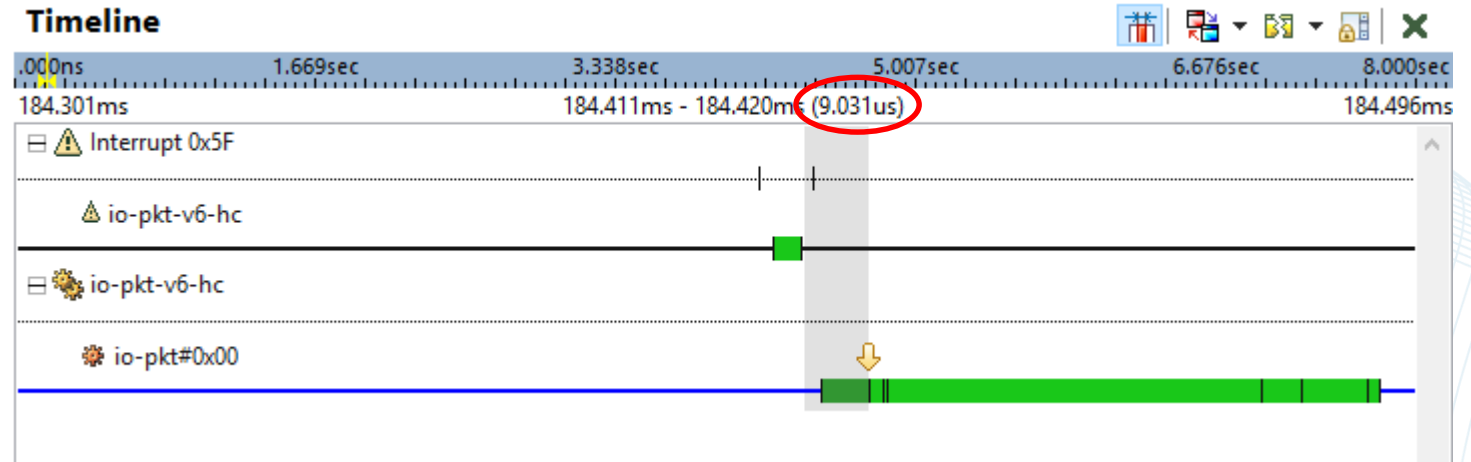 Timeline
.000ns 1.669sec 3.338sec 5.007sec 6.676sec 8.000sec
184.301ms 184.411ms - 184.420ms (9.031us) 184.496ms
Interrupt 0x5F
io-pkt-v6-hc
io-pkt-v6-hc
io-pkt#0x00